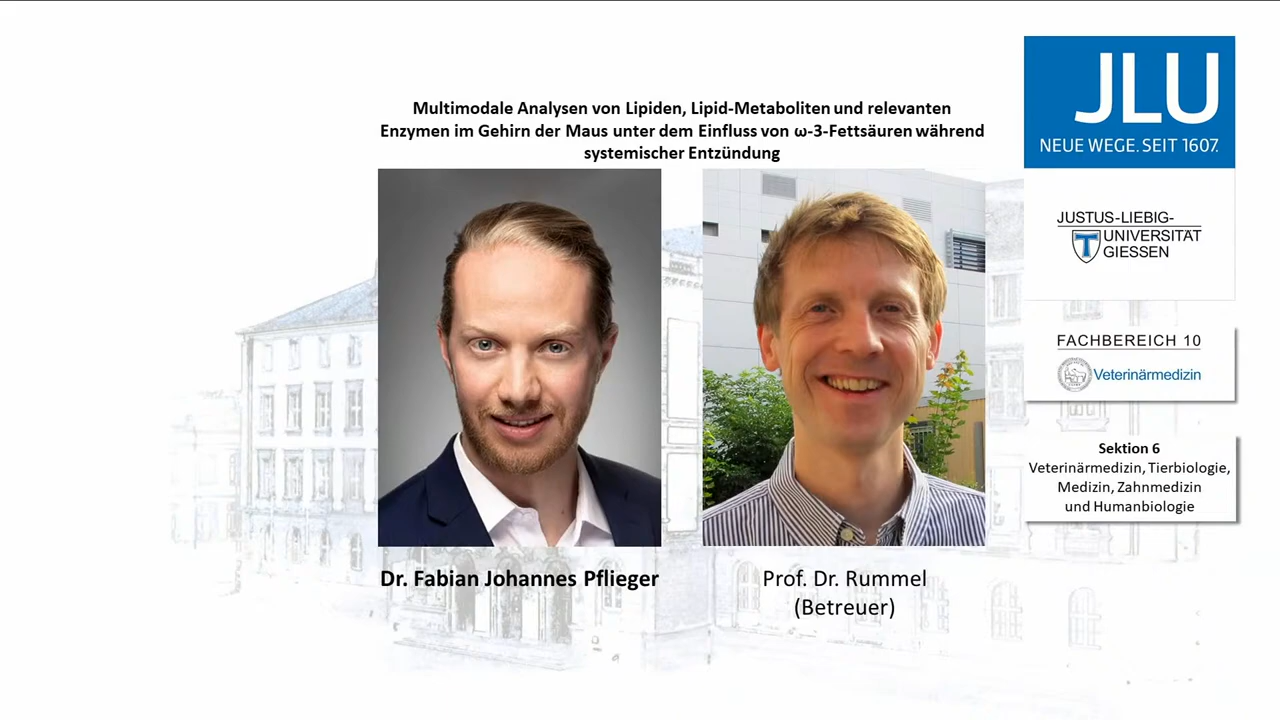 Multimodale Analysen von Lipiden, Lipid-Metaboliten und relevanten
Enzymen im Gehirn der Maus unter dem Einfluss von ω-3-Fettsäuren während
systemischer Entzündung
Dr. Fabian Johannes Pflieger
Prof. Dr. Rummel
(Betreuer)
JLU
NEUE WEGE. SEIT 1607.
JUSTUS-LIEBIG-
UNIVERSITÄT
GIESSEN
FACHBEREICH 10
Veterinärmedizin
Sektion 6
Veterinärmedizin, Tierbiologie,
Medizin, Zahnmedizin
und Humanbiologie